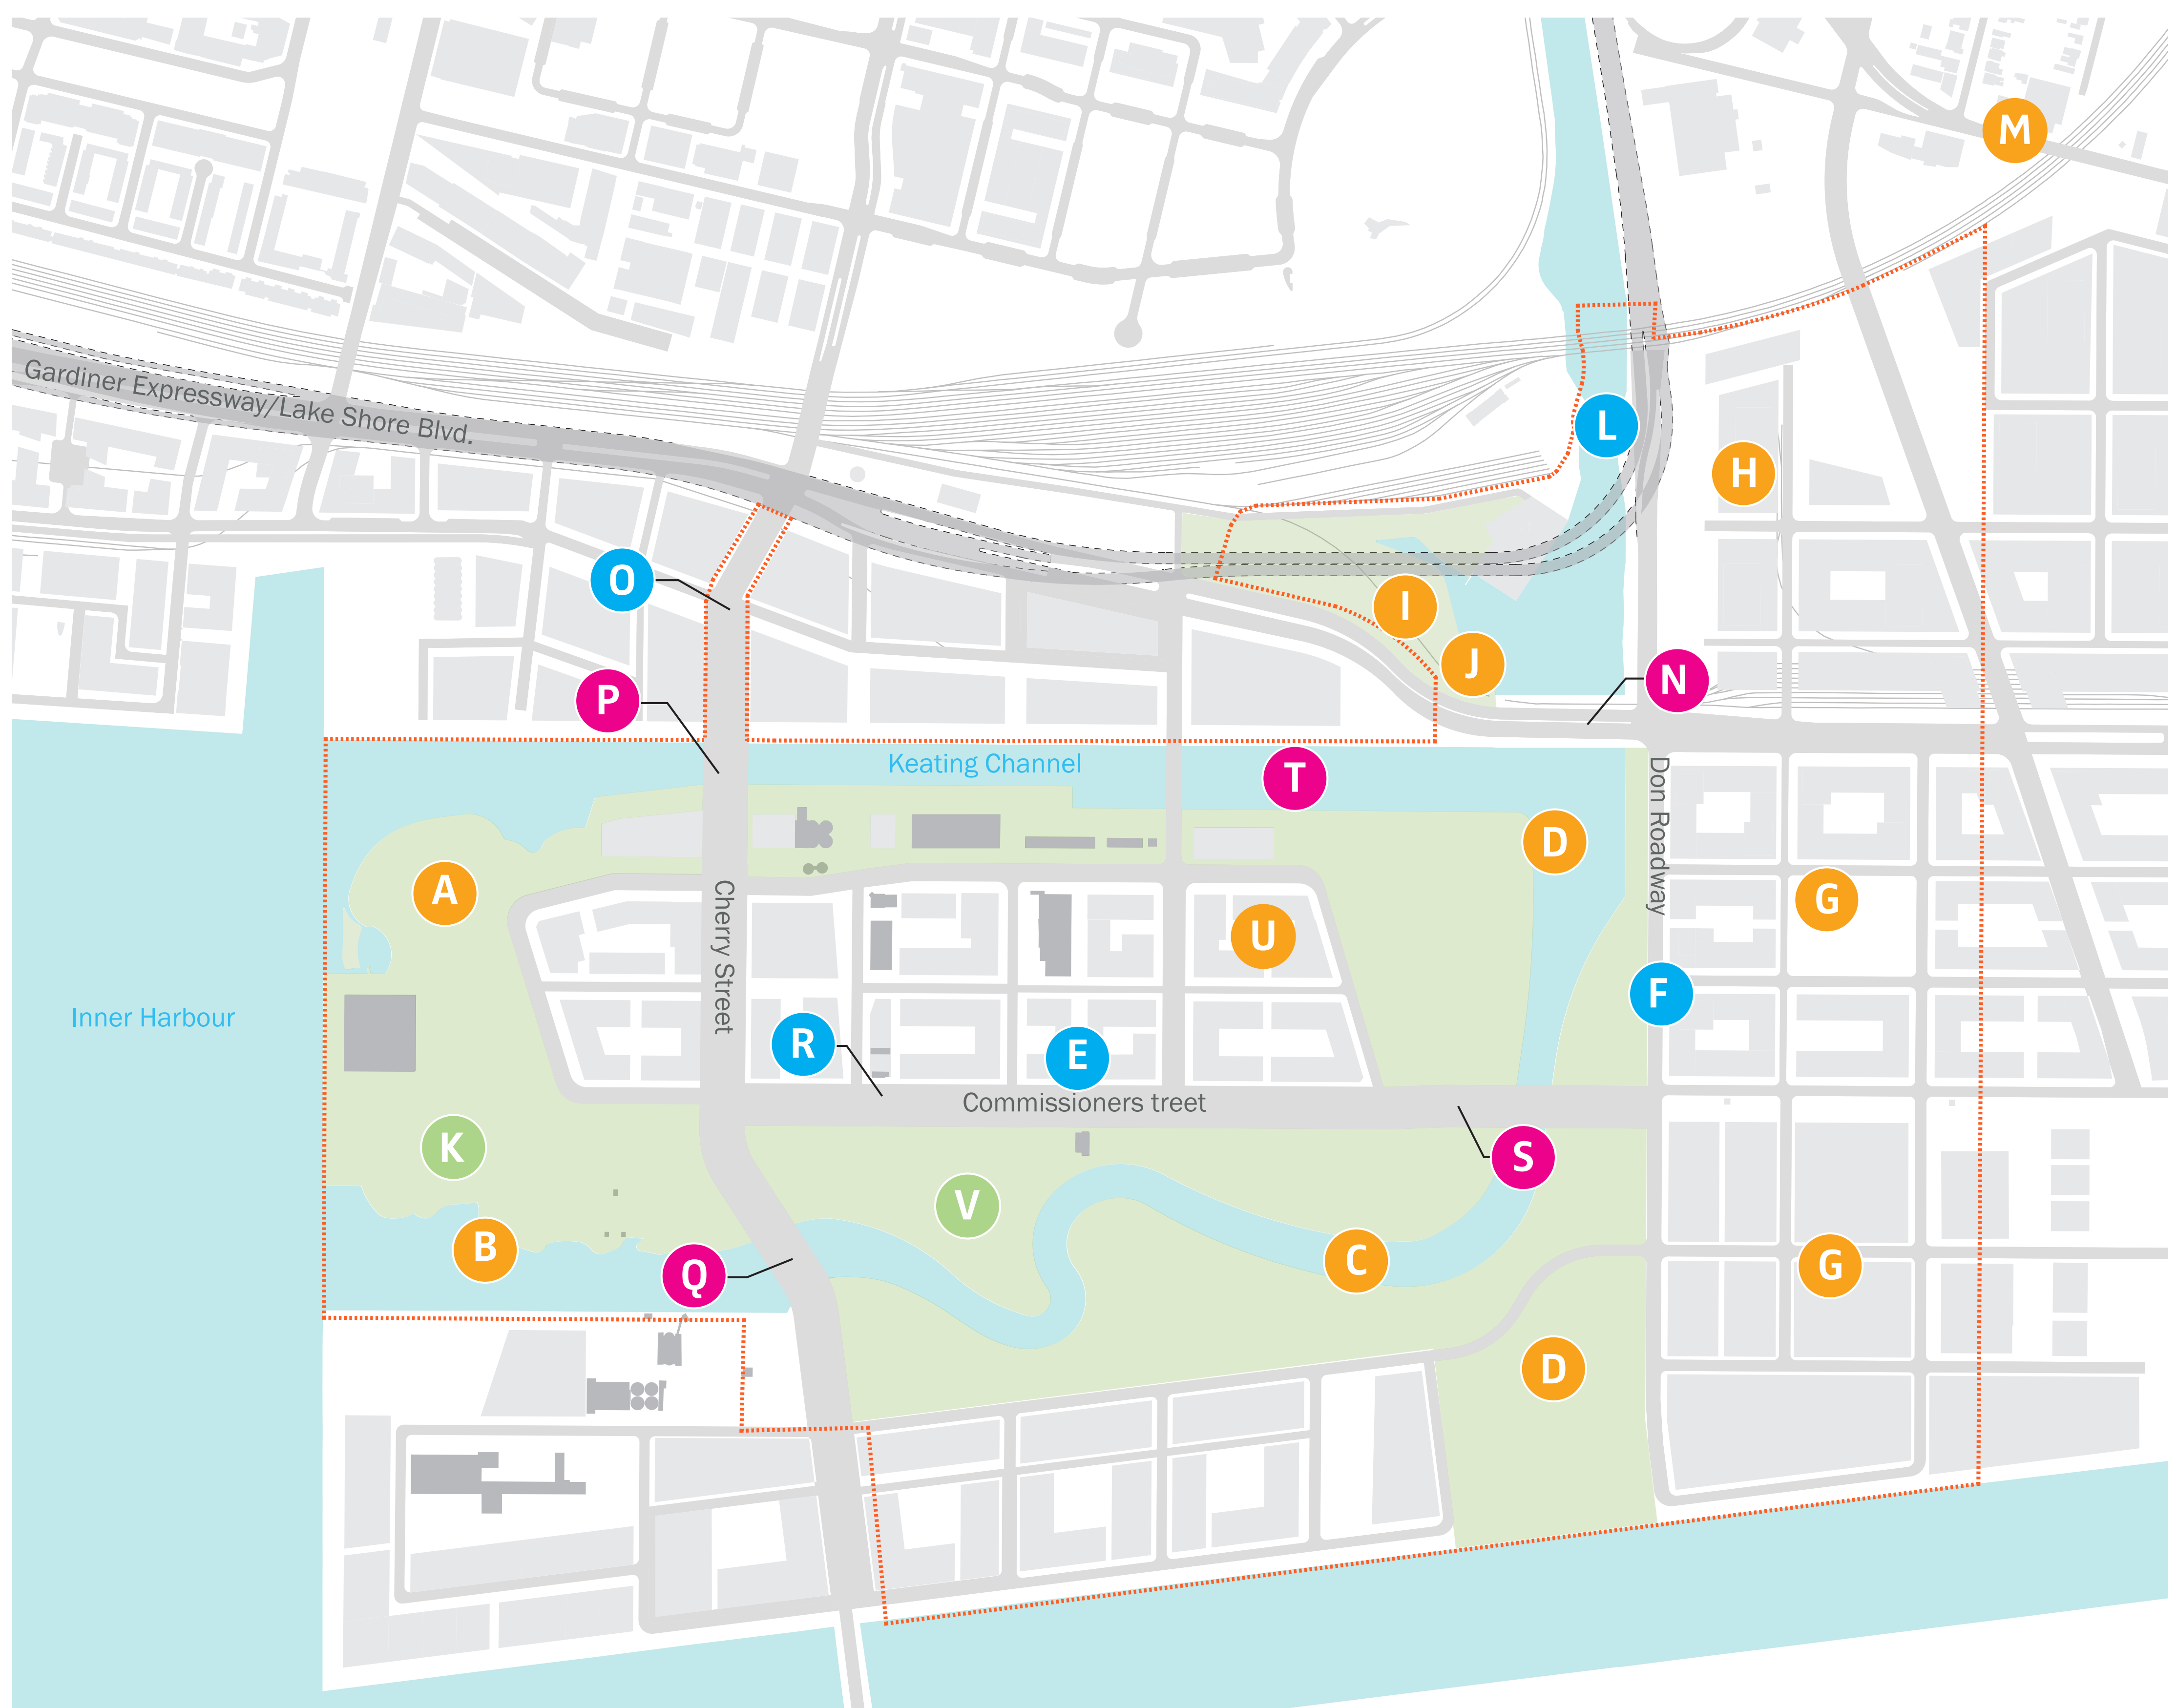 M
Gardiner Expressway/Lake Shore Blvd.
L
H
O
I
J
P
N
Keating Channel
T
Don Roadway
D
A
G
Cherry Street
U
F
Inner Harbour
R
E
Commissioners treet
K
S
V
B
C
G
Q
D